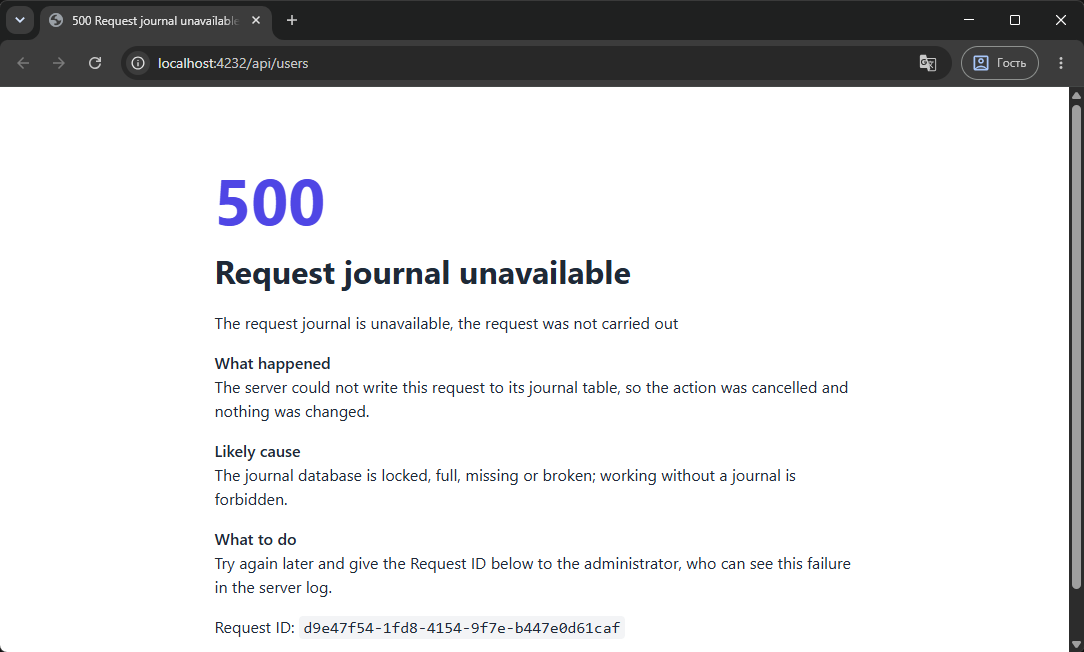 500 Request journal unavailable
localhost:4232/api/users
Гость
500
Request journal unavailable
The request journal is unavailable, the request was not carried out
What happened
The server could not write this request to its journal table, so the action was cancelled and
nothing was changed.
Likely cause
The journal database is locked, full, missing or broken; working without a journal is
forbidden.
What to do
Try again later and give the Request ID below to the administrator, who can see this failure
in the server log.
Request ID: d9e47f54-1fd8-4154-9f7e-b447e0d61caf